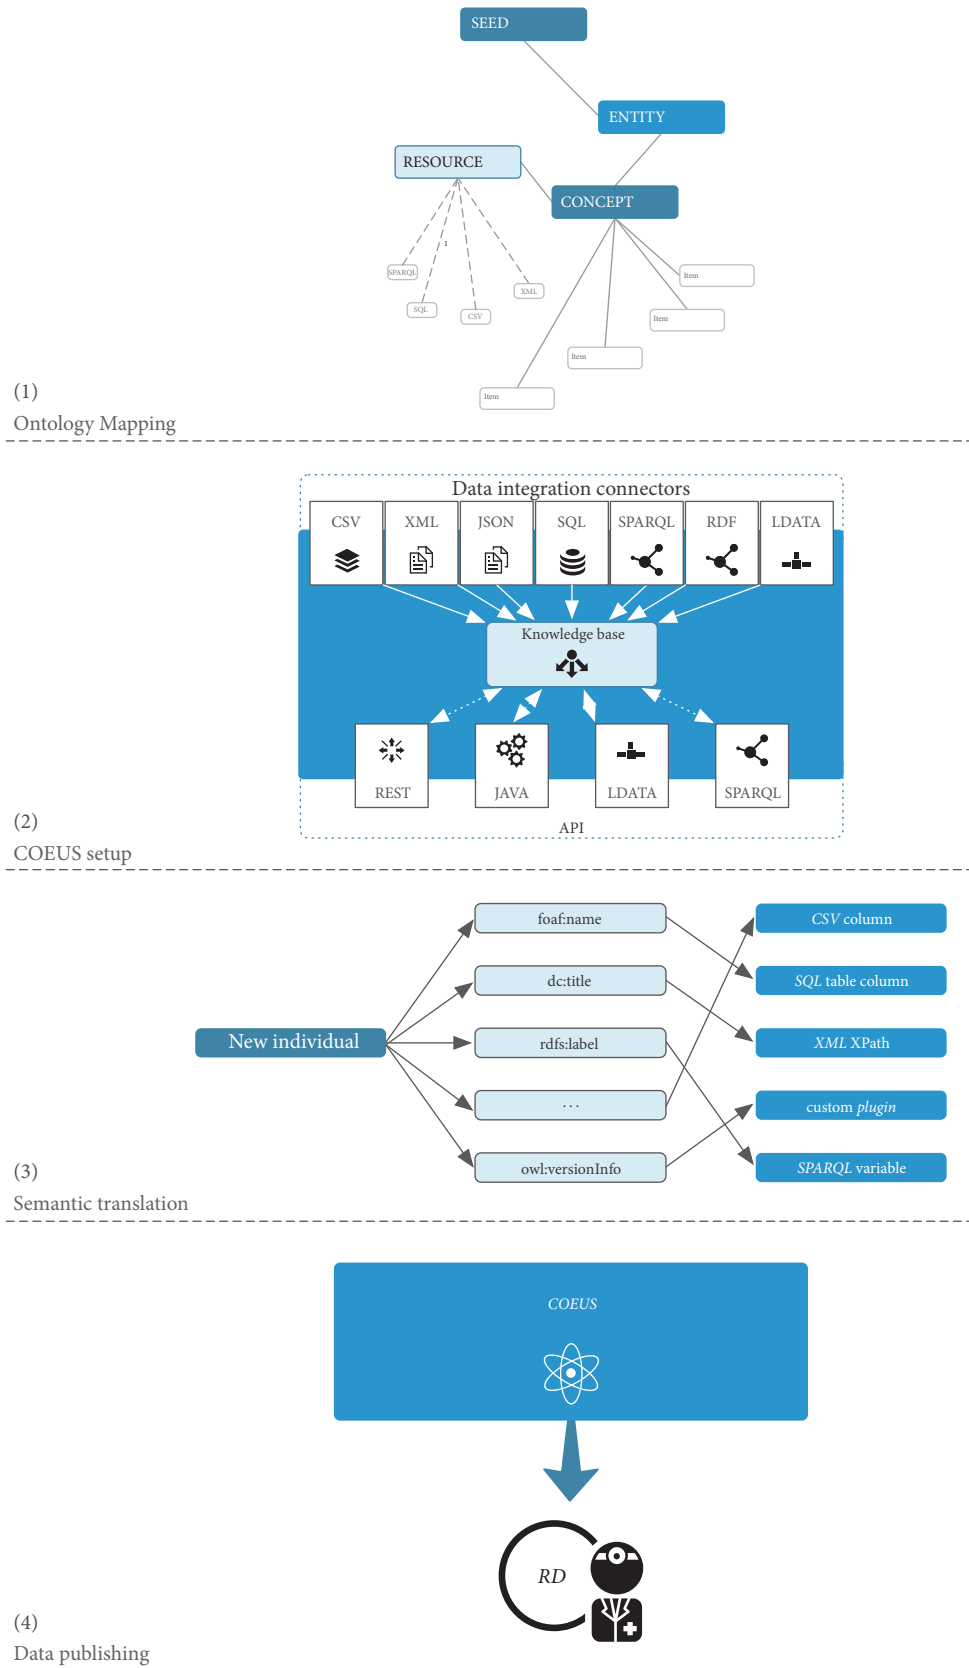 SEED
ENTITY
RESOURCE
CONCEPT
1
SPARQL
SQL
CSV
XML
Item
Item
Item
Item
(1)
Ontology Mapping
Data integration connectors
CSV XML JSON SQL SPARQL RDF LDATA
Knowledge base
REST JAVA LDATA SPARQL
API
(2)
COEUS setup
New individual
foaf:name
dc:title
rdfs:label
...
owl:versionInfo
CSV column
SQL table column
XML XPath
custom plugin
SPARQL variable
(3)
Semantic translation
COEUS
RD
(4)
Data publishing